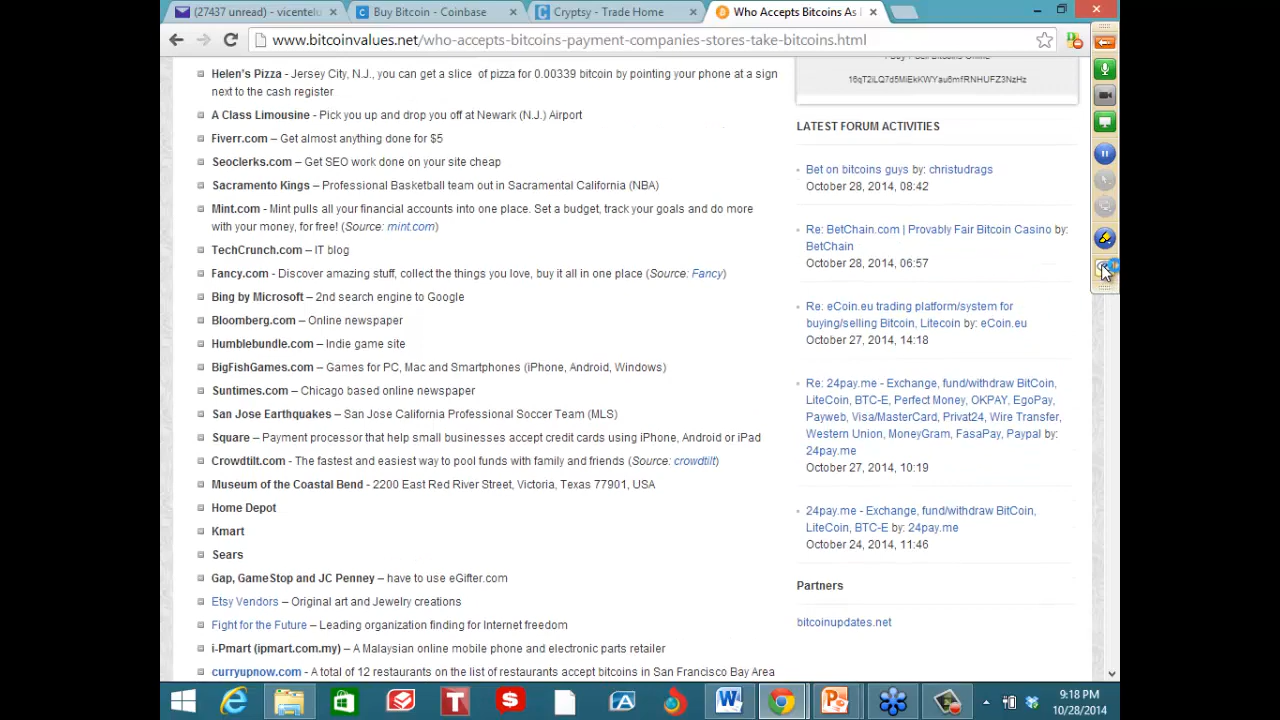 (27437 unread) - vicentelu
Buy Bitcoin - Coinbase
Cryptsy - Trade Home
Who Accepts Bitcoins As
/who-accepts-bitcoins-payment-companies-stores-take-bitcoins
Helen's Pizza - Jersey City, N.J., you can get a slice of pizza for 0.00339 bitcoin by pointing your phone at a sign
next to the cash register
A Class Limousine - Pick you up and drop you off at Newark (N.J.) Airport
Fiverr.com – Get almost anything done for $5
Seoclerks.com – Get SEO work done on your site cheap
Sacramento Kings – Professional Basketball team out in Sacramental California (NBA)
Mint.com - Mint pulls all your financial accounts into one place. Set a budget, track your goals and do more
with your money, for free! (Source: mint.com)
TechCrunch.com – IT blog
Fancy.com - Discover amazing stuff, collect the things you love, buy it all in one place (Source: Fancy)
Bing by Microsoft – 2nd search engine to Google
Bloomberg.com – Online newspaper
Humblebundle.com – Indie game site
BigFishGames.com – Games for PC, Mac and Smartphones (iPhone, Android, Windows)
Suntimes.com – Chicago based online newspaper
San Jose Earthquakes – San Jose California Professional Soccer Team (MLS)
Square – Payment processor that help small businesses accept credit cards using iPhone, Android or iPad
Crowdtilt.com - The fastest and easiest way to pool funds with family and friends (Source: crowdtilt)
Museum of the Coastal Bend - 2200 East Red River Street, Victoria, Texas 77901, USA
Home Depot
Kmart
Sears
Gap, GameStop and JC Penney – have to use eGifter.com
Etsy Vendors – Original art and Jewelry creations
Fight for the Future – Leading organization finding for Internet freedom
i-Pmart (ipmart.com.my) – A Malaysian online mobile phone and electronic parts retailer
curryupnow.com - A total of 12 restaurants on the list of restaurants accept bitcoins in San Francisco Bay Area
LATEST FORUM ACTIVITIES
Bet on bitcoins guys by: christudrags
October 28, 2014, 08:42
Re: BetChain.com | Provably Fair Bitcoin Casino by:
BetChain
October 28, 2014, 06:57
Re: eCoin.eu trading platform/system for
buying/selling Bitcoin, Litecoin by: eCoin.eu
October 27, 2014, 14:18
Re: 24pay.me - Exchange, fund/withdraw BitCoin,
LiteCoin, BTC-E, Perfect Money, OKPAY, EgoPay,
Payweb, Visa/MasterCard, Privat24, Wire Transfer,
Western Union, MoneyGram, FasaPay, Paypal by:
24pay.me
October 27, 2014, 10:19
24pay.me - Exchange, fund/withdraw BitCoin,
LiteCoin, BTC-E by: 24pay.me
October 24, 2014, 11:46
Partners
bitcoinupdates.net
9:18 PM
10/28/2014